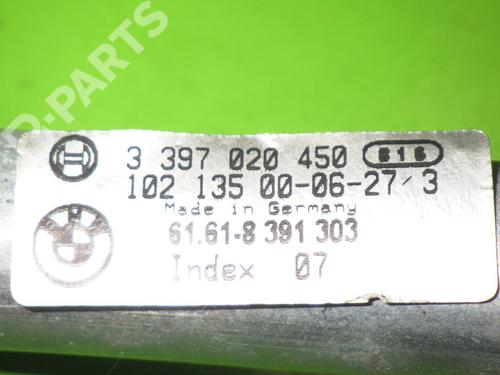 D-PARTS
3 397 020 450 616
102 135 00-06-27/3
Made in Germany
61.61-8 391 303
Index 07